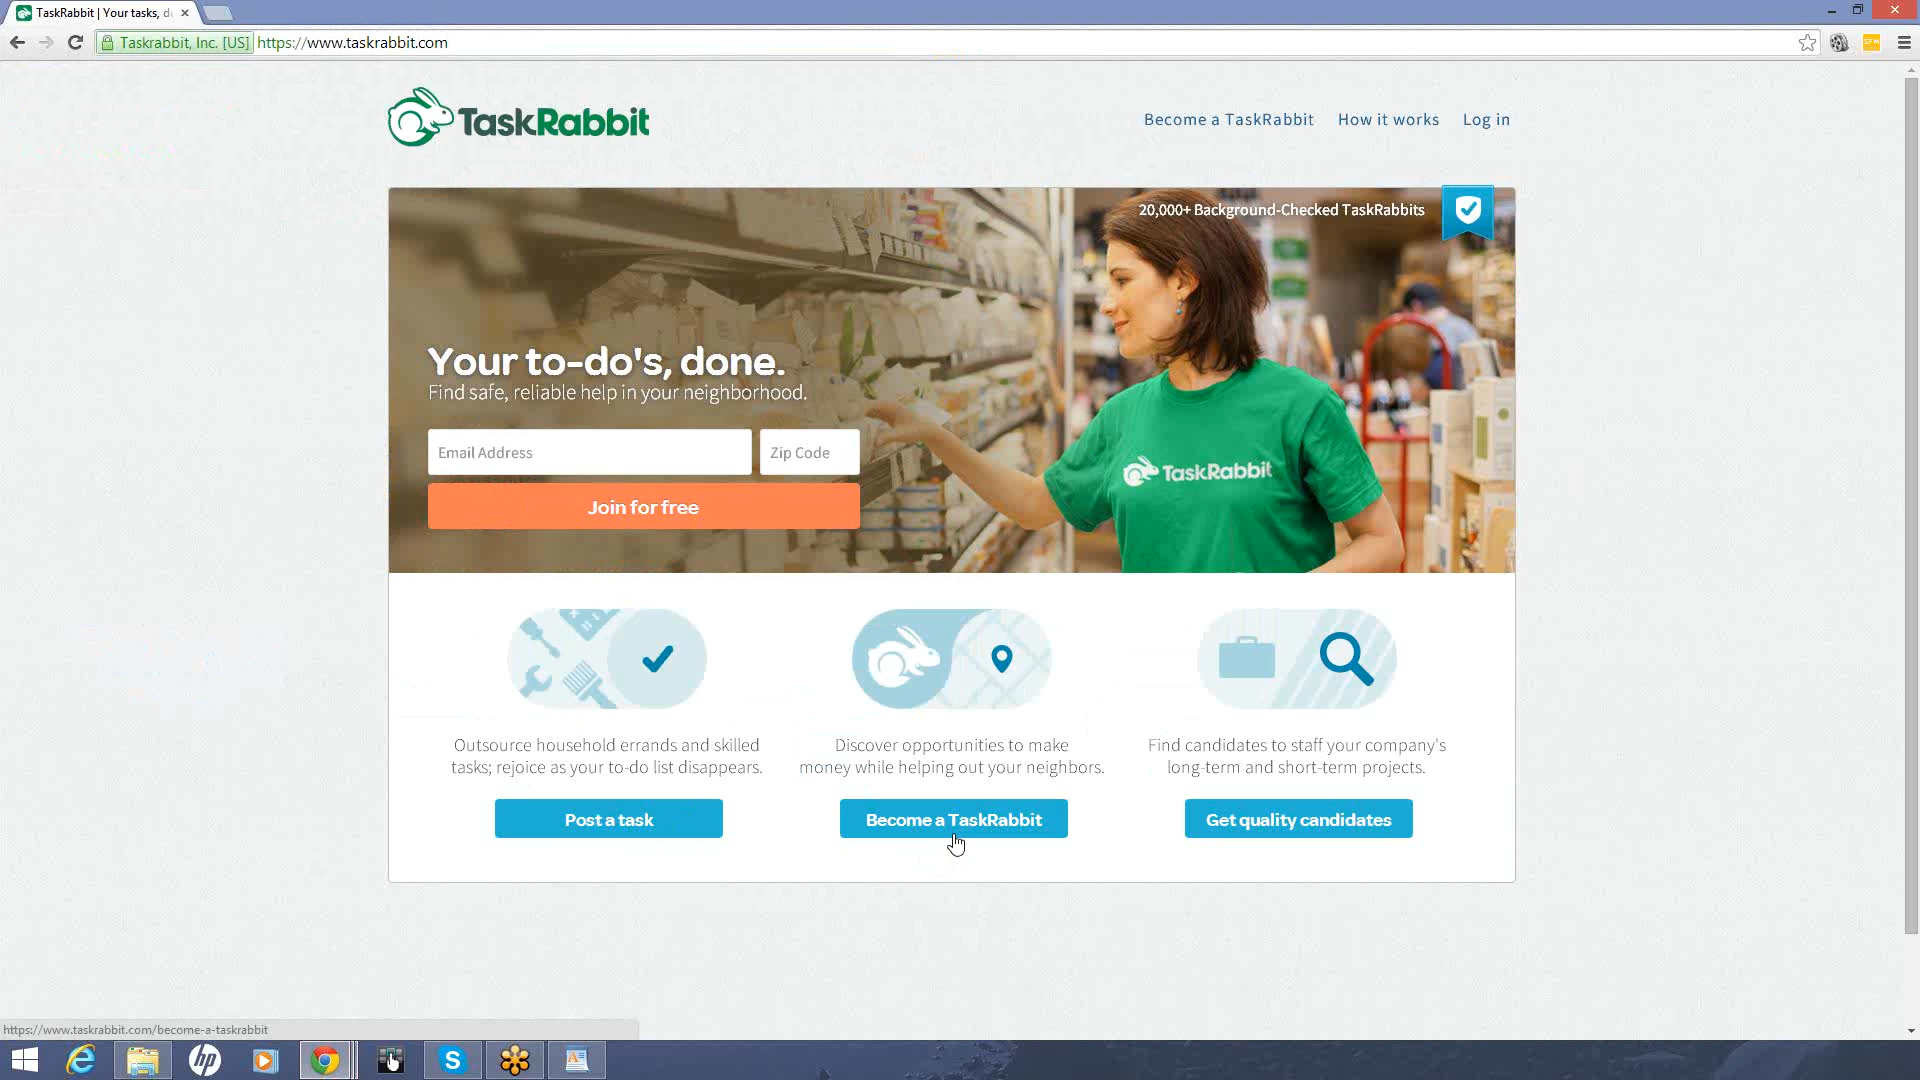 TaskRabbit | Your tasks, d
Taskrabbit, Inc. [US] https://www.taskrabbit.com
SFM
TaskRabbit
Become a TaskRabbit How it works Log in
20,000+ Background-Checked TaskRabbits
Your to-do's, done.
Find safe, reliable help in your neighborhood.
Email Address Zip Code
Join for free
TaskRabbit
Outsource household errands and skilled
tasks; rejoice as your to-do list disappears.
Post a task
Discover opportunities to make
money while helping out your neighbors.
Become a TaskRabbit
Find candidates to staff your company's
long-term and short-term projects.
Get quality candidates
https://www.taskrabbit.com/become-a-taskrabbit
hp